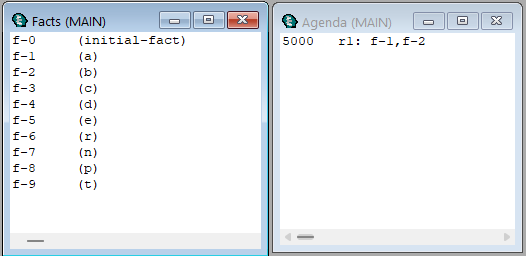 Facts (MAIN)
f-0 (initial-fact)
f-1 (a)
f-2 (b)
f-3 (c)
f-4 (d)
f-5 (e)
f-6 (r)
f-7 (n)
f-8 (p)
f-9 (t)
Agenda (MAIN)
5000 r1: f-1,f-2